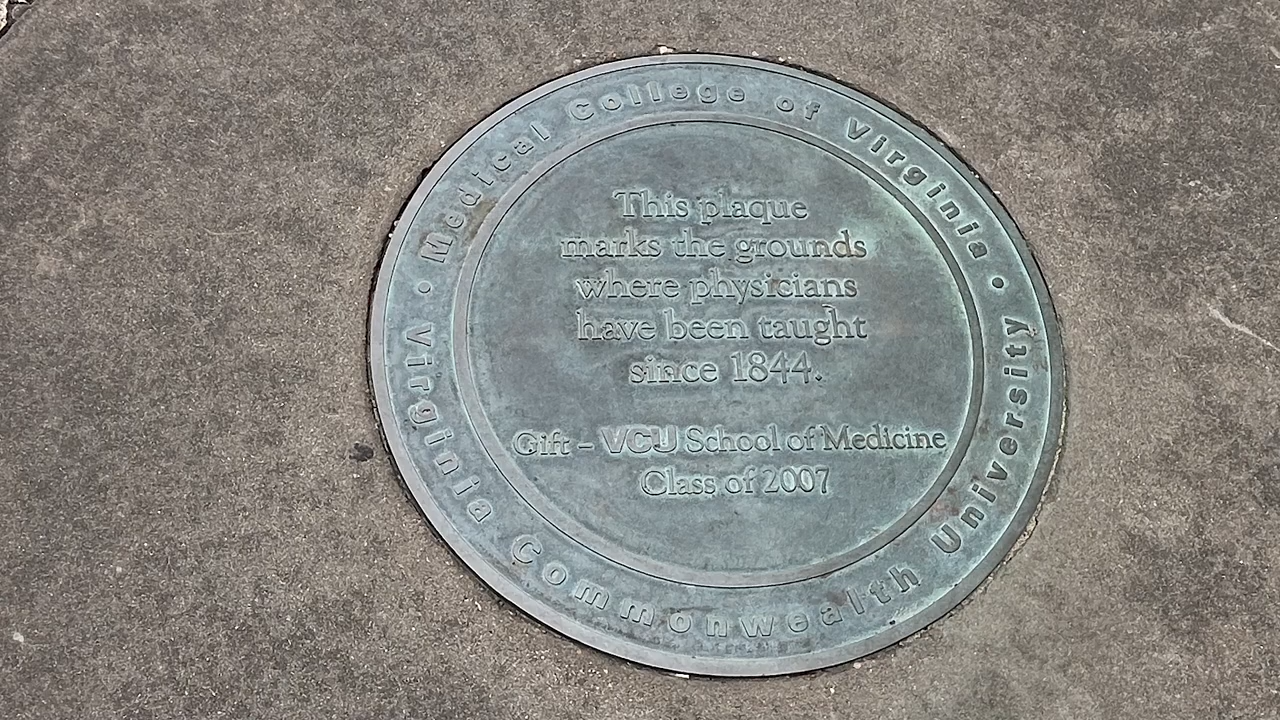 • Medical College of Virginia •
This plaque
marks the grounds
where physicians
have been taught
since 1844.
Gift – VCU School of Medicine
Class of 2007
Virginia Commonwealth University